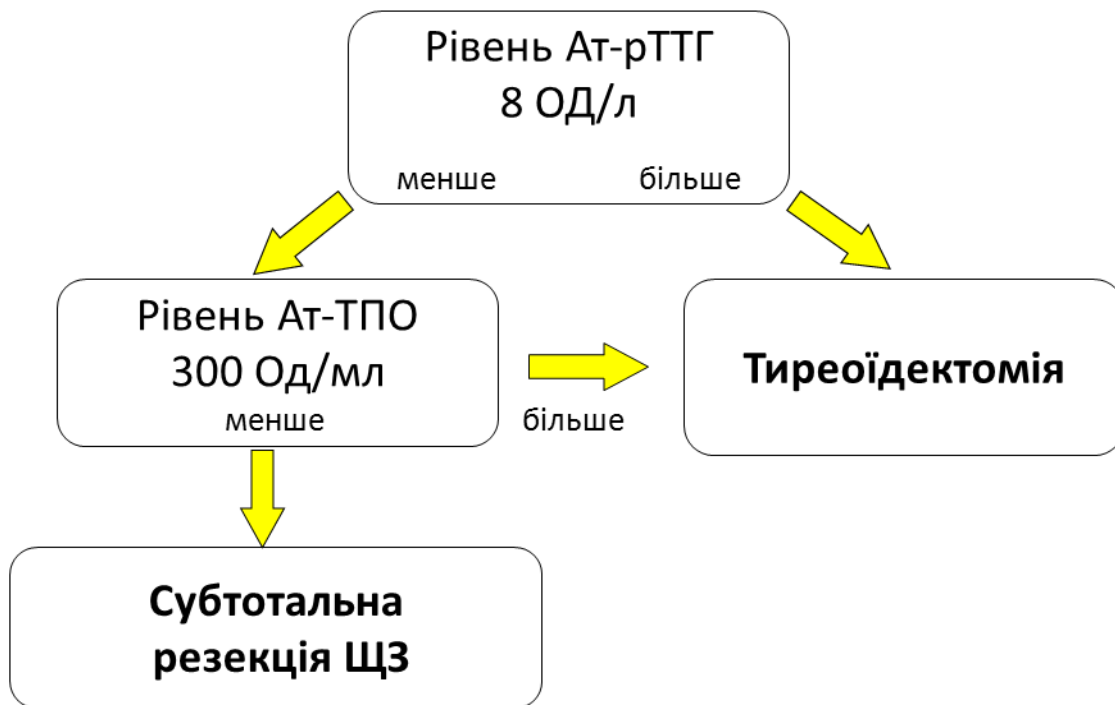 Рівень Ат-рТТГ
8 ОД/л
менше більше
Рівень Ат-ТПО
300 Од/мл
менше
більше
Тиреоїдектомія
Субтотальна
резекція ЩЗ